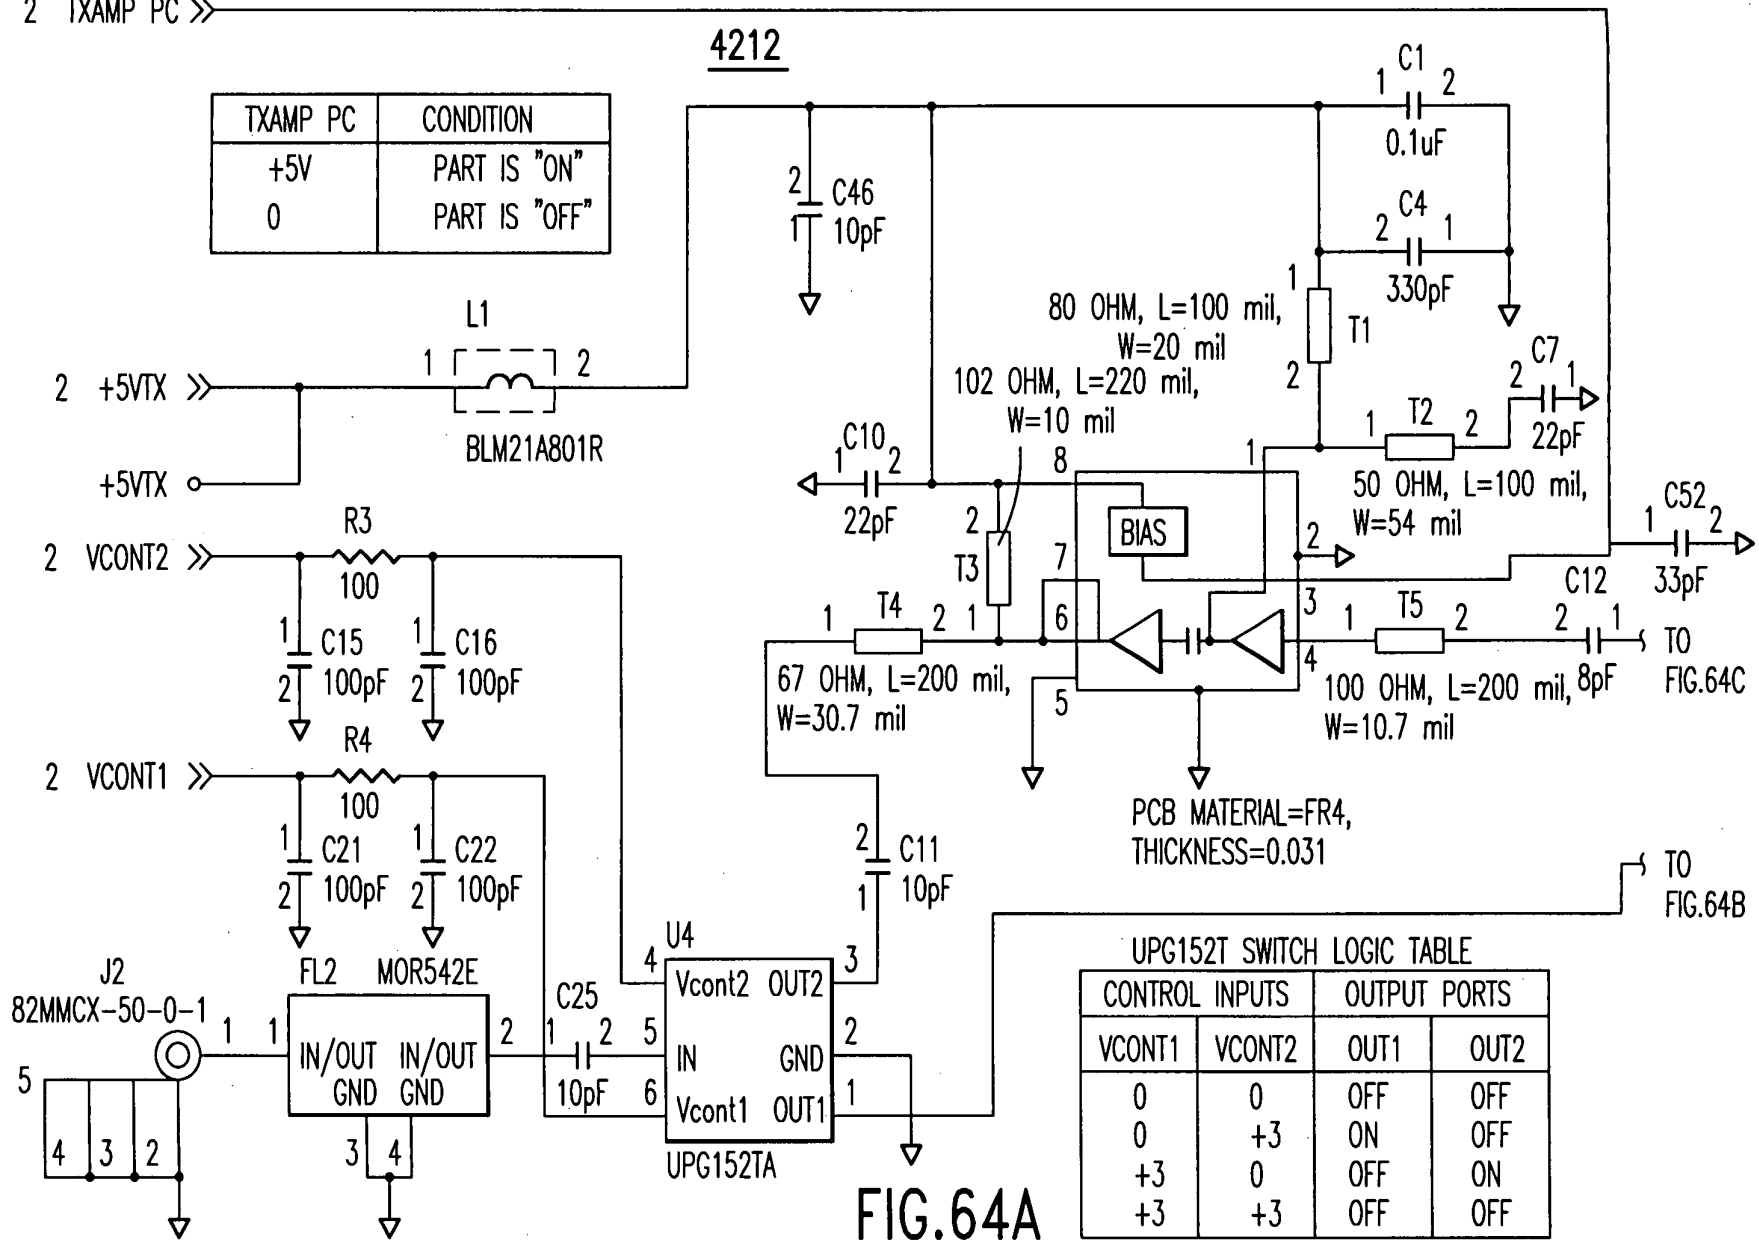 2 TXAMP PC
4212
TXAMP PC CONDITION
+5V PART IS "ON"
0 PART IS "OFF"
C1
1 2
0.1uF
2 C46
1 10pF
C4
2 1
330pF
1
80 OHM, L=100 mil,
W=20 mil
T1
2
L1
1 2
BLM21A801R
2 +5VTX
+5VTX
102 OHM, L=220 mil,
W=10 mil
C7
2 1
22pF
T2
1 2
50 OHM, L=100 mil,
W=54 mil
C10
1 2
22pF
8 1
BIAS
2
C52
1 2
33pF
R3
2 VCONT2
100
2
T3
1
7
6
3
4
5
T4
1 2
67 OHM, L=200 mil,
W=30.7 mil
T5
1 2
100 OHM, L=200 mil,
W=10.7 mil
C12
2 1
8pF
TO
FIG.64C
1 C15
2 100pF
1 C16
2 100pF
R4
2 VCONT1
100
PCB MATERIAL=FR4,
THICKNESS=0.031
1 C21
2 100pF
1 C22
2 100pF
2 C11
1 10pF
TO
FIG.64B
J2
82MMCX-50-0-1
1
5
4 3 2
FL2 MOR542E
1 2
IN/OUT IN/OUT
GND GND
3 4
C25
1 2
10pF
U4
4 Vcont2 OUT2 3
5 IN GND 2
6 Vcont1 OUT1 1
UPG152TA
UPG152T SWITCH LOGIC TABLE
CONTROL INPUTS OUTPUT PORTS
VCONT1 VCONT2 OUT1 OUT2
0 0 OFF OFF
0 +3 ON OFF
+3 0 OFF ON
+3 +3 OFF OFF
FIG.64A